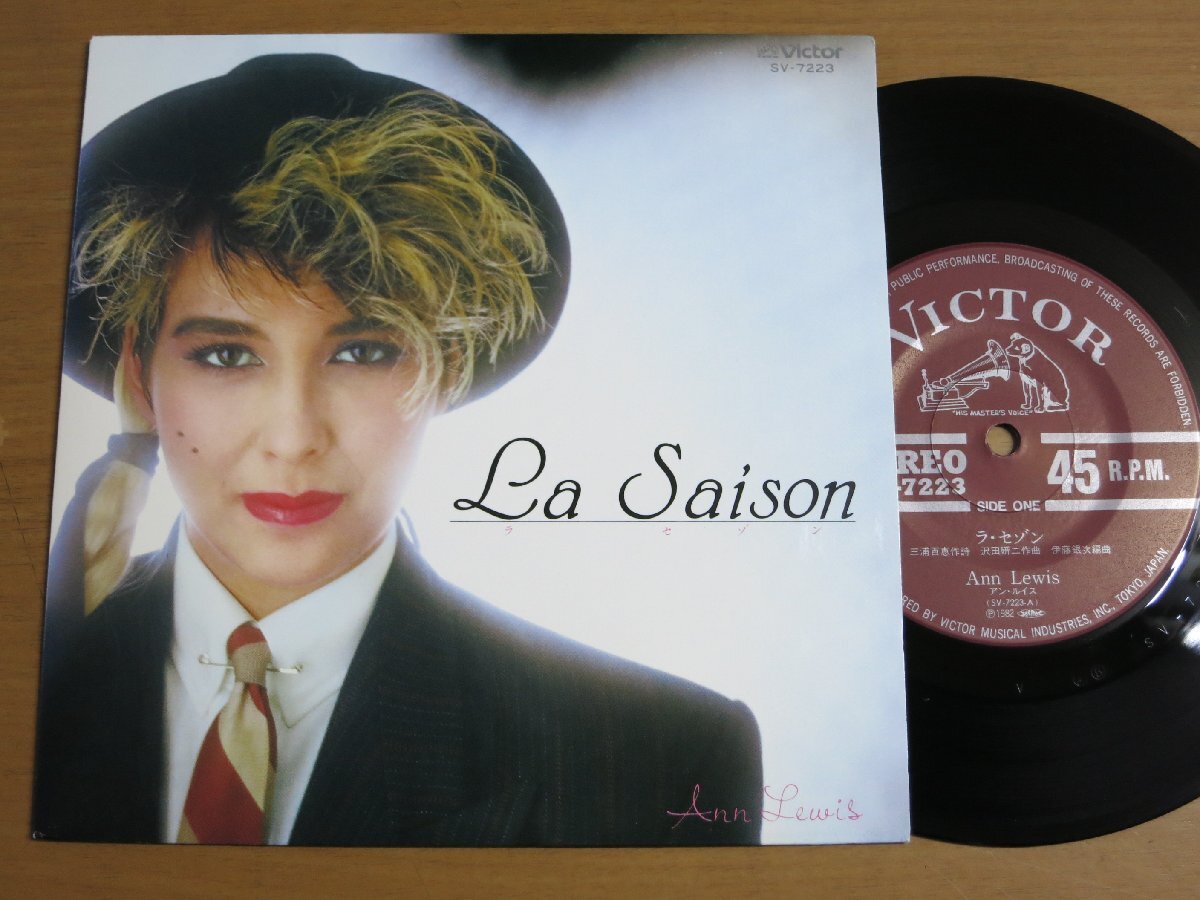 Victor
SV-7223
La Saison
ラ セゾン
Ann Lewis
PUBLIC PERFORMANCE, BROADCASTING OF THESE RECORDS ARE FORBIDDEN
VICTOR
"HIS MASTER'S VOICE"
REO
-7223
45 R.P.M.
SIDE ONE
ラ・セゾン
三浦百恵作詩 沢田研二作曲 伊藤銀次編曲
Ann Lewis
アン・ルイス
(SV-7223-A)
Ⓟ1982
RED BY VICTOR MUSICAL INDUSTRIES, INC., TOKYO, JAPAN